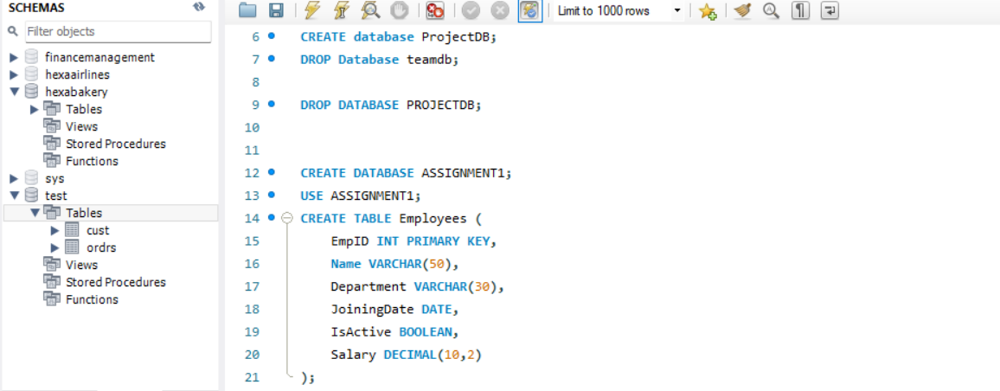 SCHEMAS
Filter objects
financemanagement
hexaairlines
hexabakery
Tables
Views
Stored Procedures
Functions
sys
test
Tables
cust
ordrs
Views
Stored Procedures
Functions
Limit to 1000 rows
6 CREATE database ProjectDB;
7 DROP Database teamdb;
8
9 DROP DATABASE PROJECTDB;
10
11
12 CREATE DATABASE ASSIGNMENT1;
13 USE ASSIGNMENT1;
14 CREATE TABLE Employees (
15 EmpID INT PRIMARY KEY,
16 Name VARCHAR(50),
17 Department VARCHAR(30),
18 JoiningDate DATE,
19 IsActive BOOLEAN,
20 Salary DECIMAL(10,2)
21 );